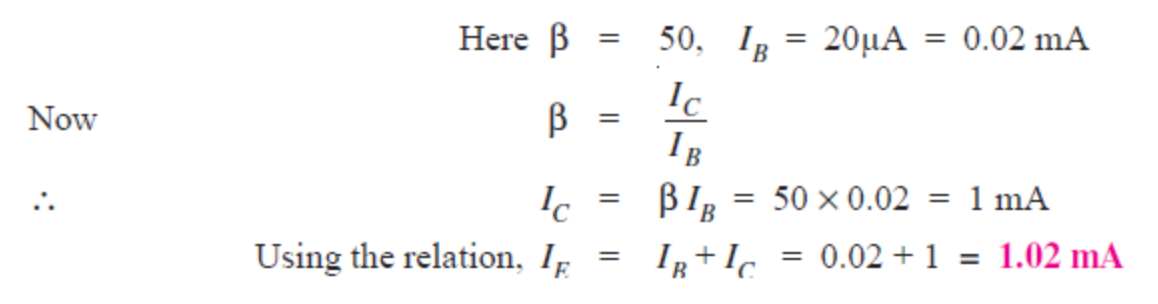 Here β = 50, I_B = 20μA = 0.02 mA
Now β = I_C / I_B
∴ I_C = β I_B = 50 × 0.02 = 1 mA
Using the relation, I_E = I_B + I_C = 0.02 + 1 = 1.02 mA